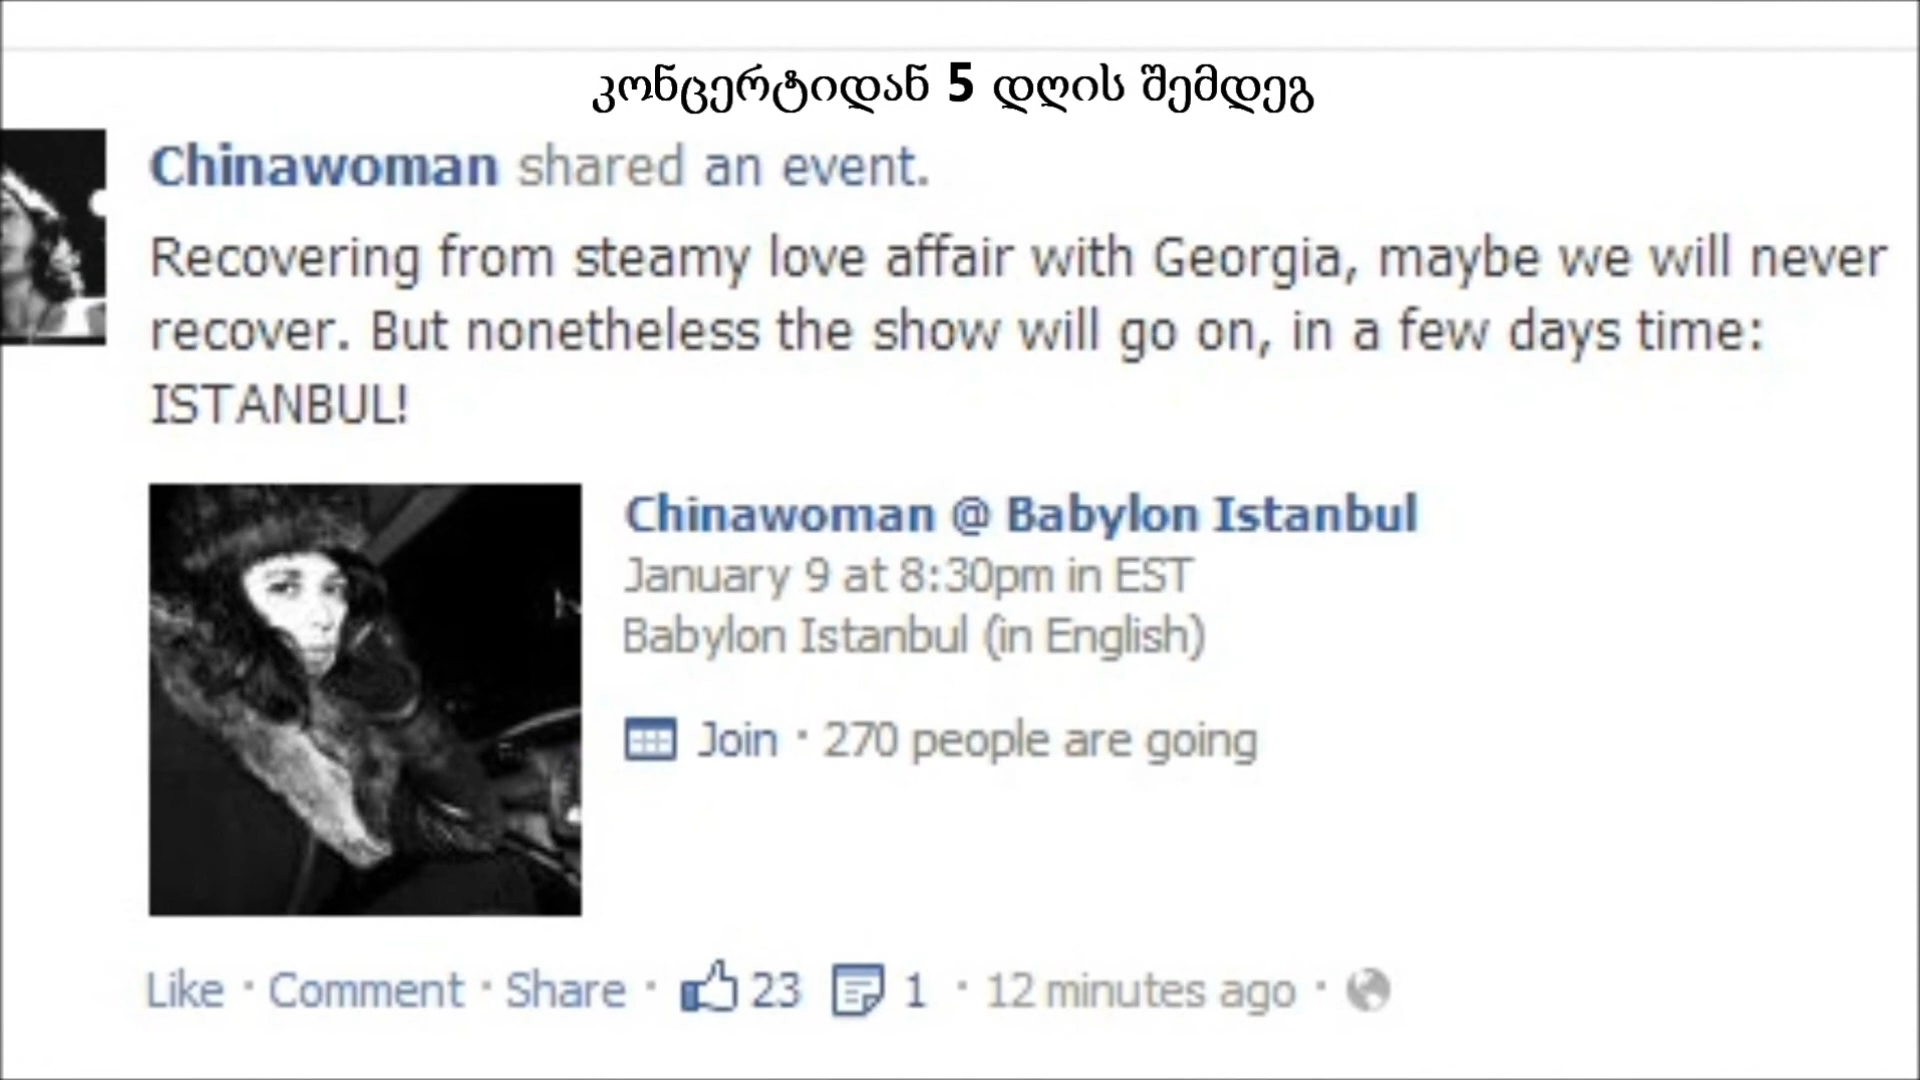 კონცერტიდან 5 დღის შემდეგ
Chinawoman shared an event.
Recovering from steamy love affair with Georgia, maybe we will never
recover. But nonetheless the show will go on, in a few days time:
ISTANBUL!
Chinawoman @ Babylon Istanbul
January 9 at 8:30pm in EST
Babylon Istanbul (in English)
Join · 270 people are going
Like · Comment · Share · 23 1 · 12 minutes ago ·